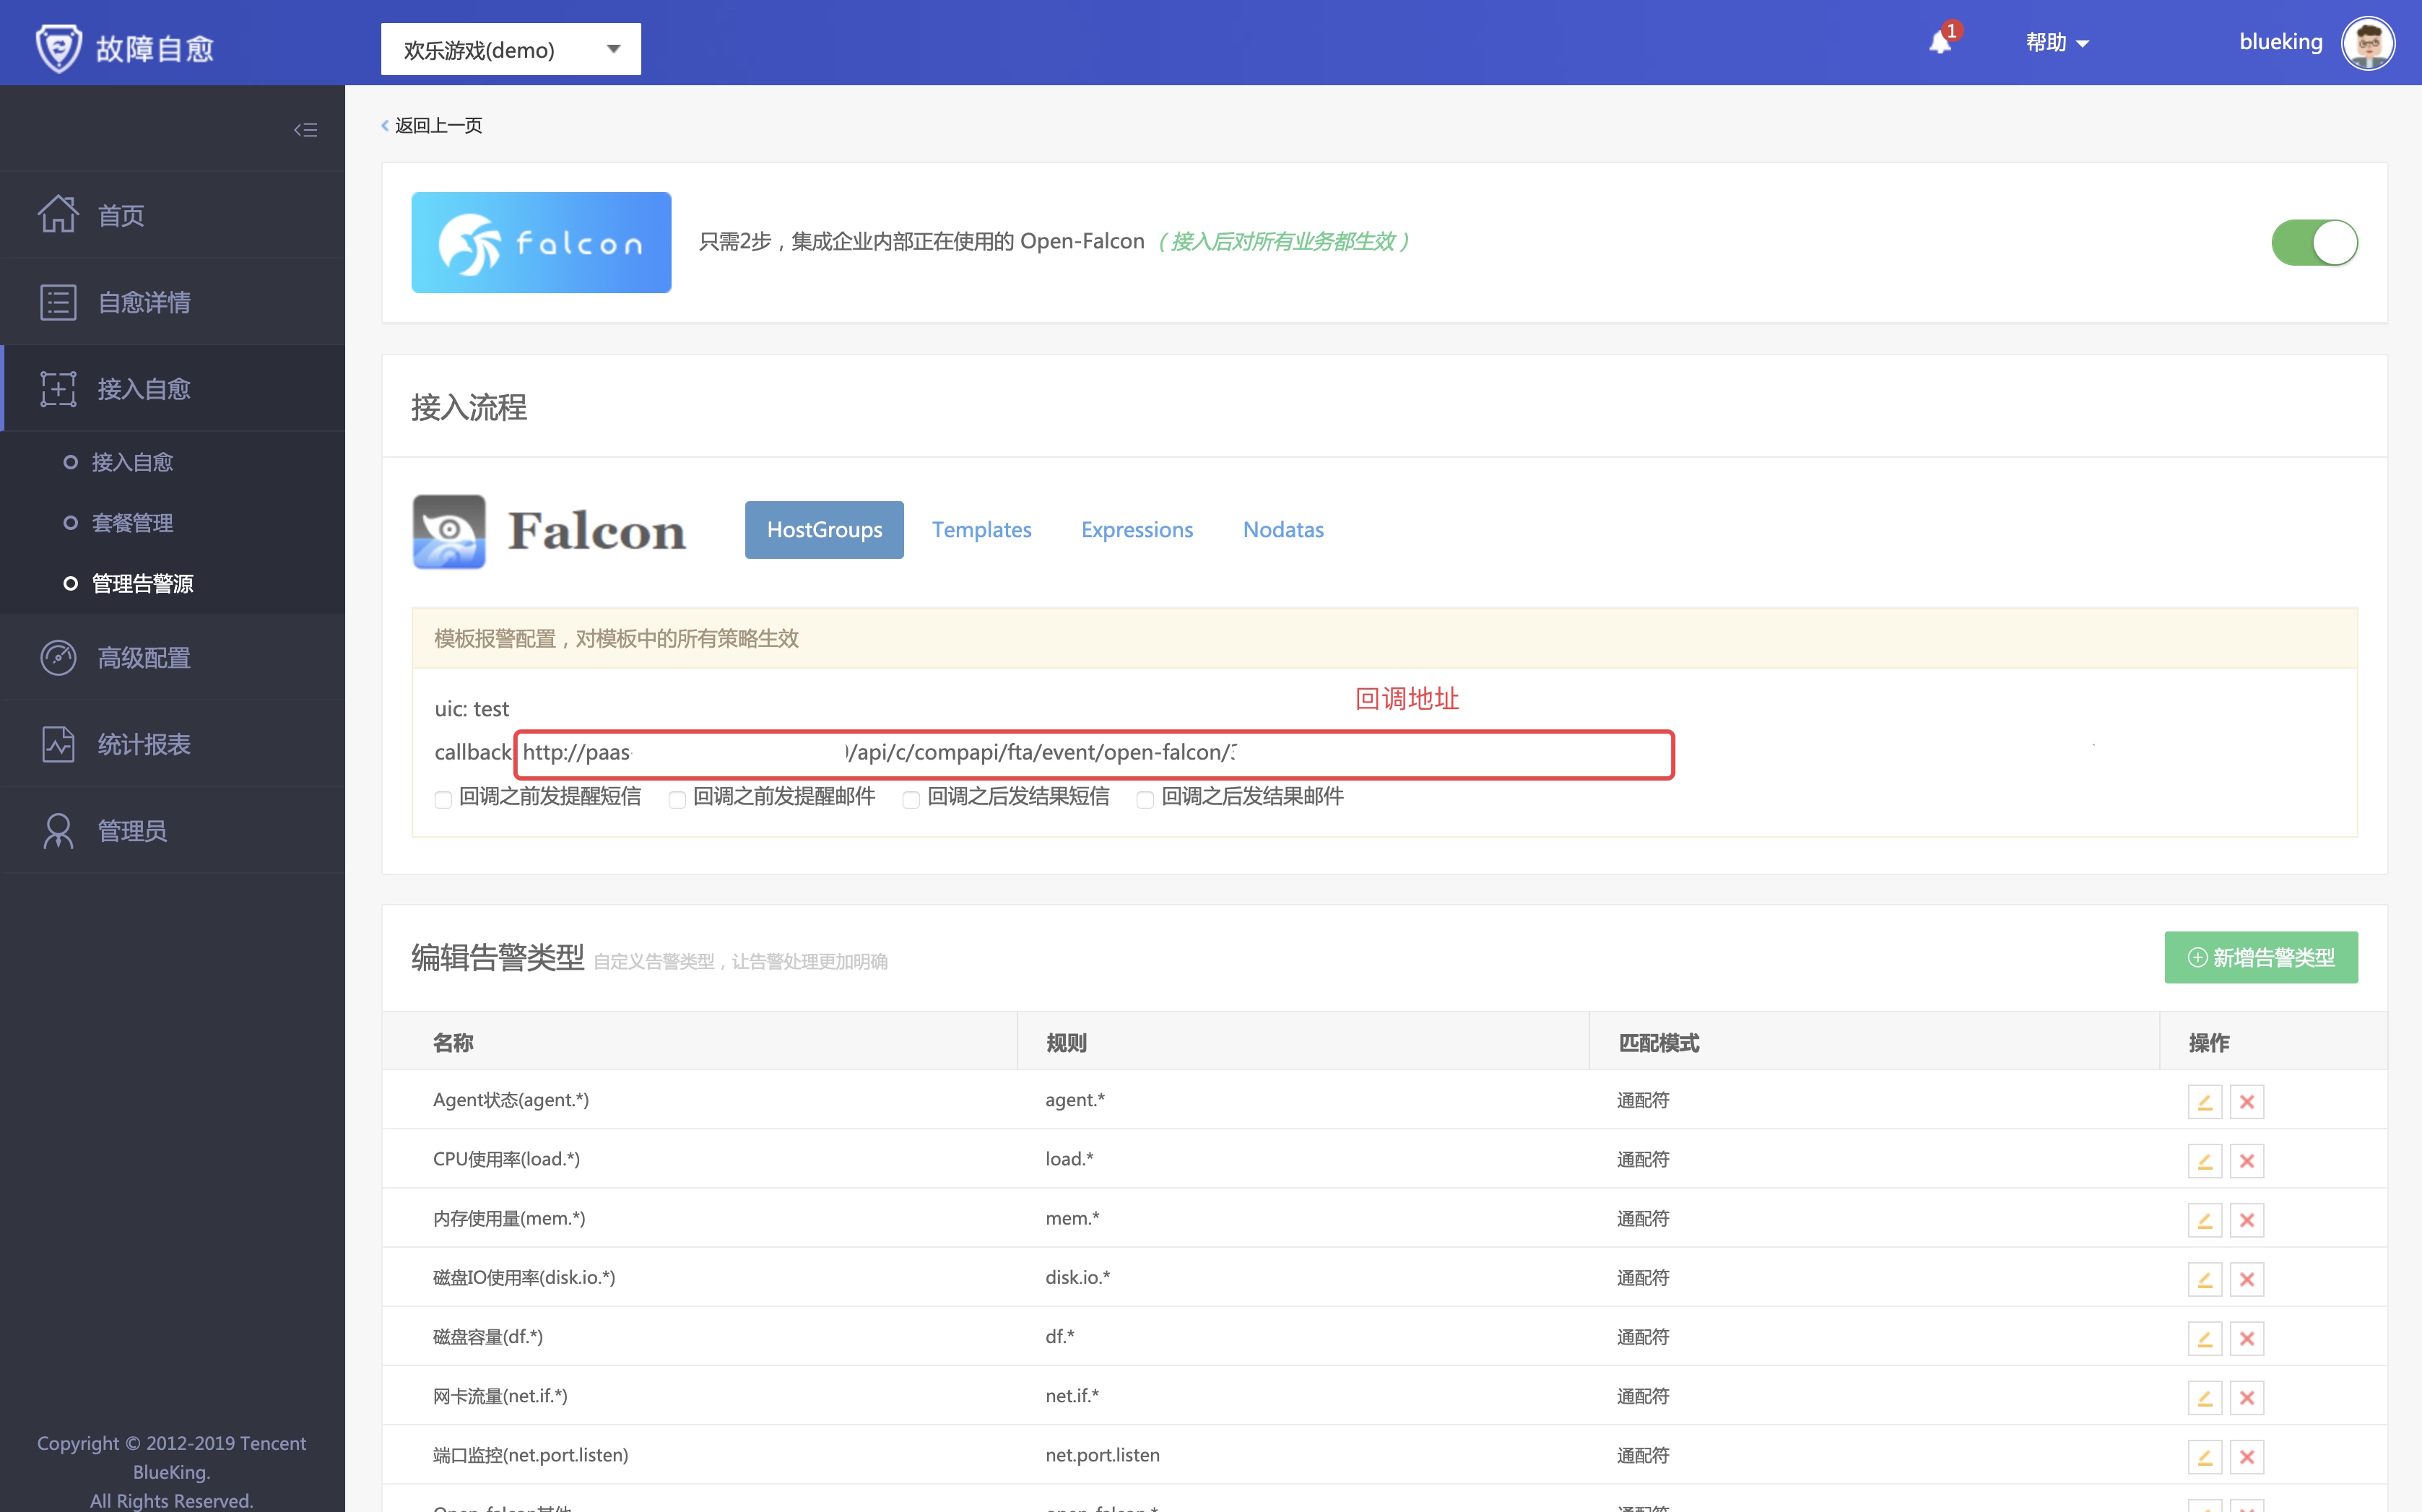 故障自愈
欢乐游戏(demo)
1
帮助
blueking
首页
自愈详情
接入自愈
接入自愈
套餐管理
管理告警源
高级配置
统计报表
管理员
Copyright © 2012-2019 Tencent
BlueKing.
All Rights Reserved.
返回上一页
falcon
只需2步，集成企业内部正在使用的 Open-Falcon （接入后对所有业务都生效）
接入流程
Falcon
HostGroups Templates Expressions Nodatas
模板报警配置，对模板中的所有策略生效
uic: test
回调地址
callback http://paas /api/c/compapi/fta/event/open-falcon/
回调之前发提醒短信 回调之前发提醒邮件 回调之后发结果短信 回调之后发结果邮件
编辑告警类型 自定义告警类型，让告警处理更加明确
新增告警类型
名称 规则 匹配模式 操作
Agent状态(agent.*) agent.* 通配符
CPU使用率(load.*) load.* 通配符
内存使用量(mem.*) mem.* 通配符
磁盘IO使用率(disk.io.*) disk.io.* 通配符
磁盘容量(df.*) df.* 通配符
网卡流量(net.if.*) net.if.* 通配符
端口监控(net.port.listen) net.port.listen 通配符